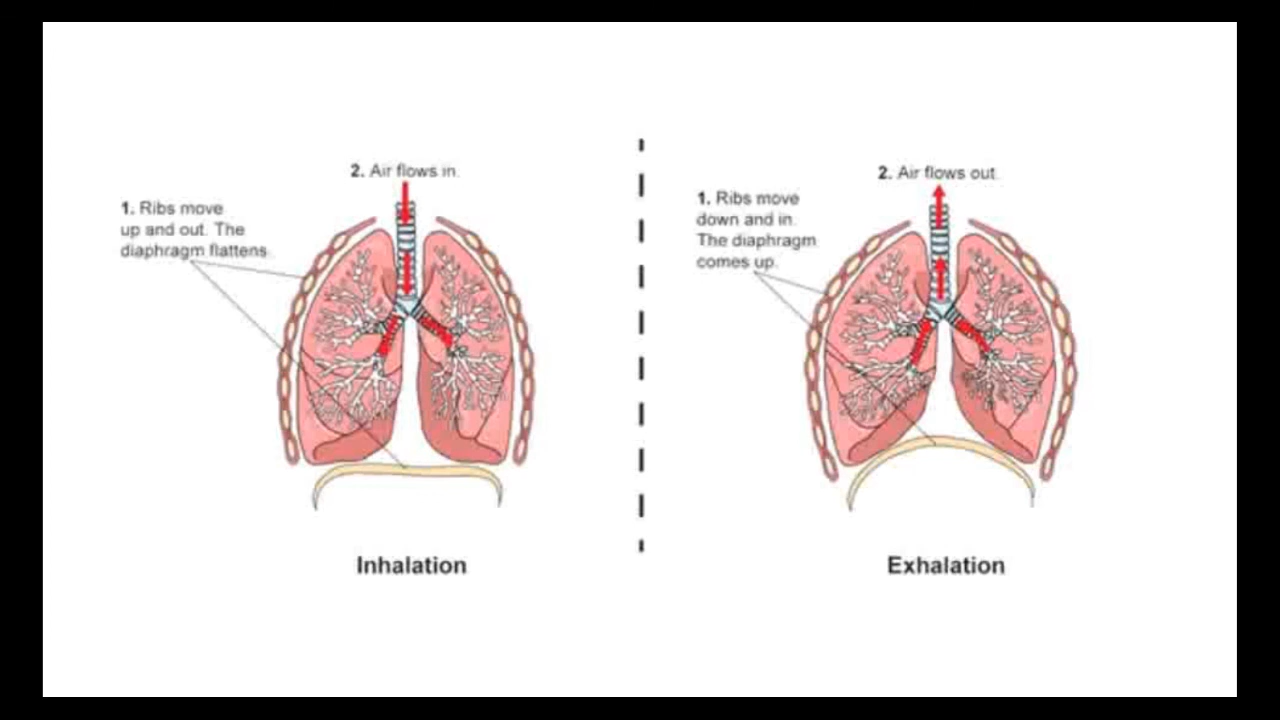 2. Air flows in.
1. Ribs move
up and out. The
diaphragm flattens.
Inhalation
2. Air flows out.
1. Ribs move
down and in.
The diaphragm
comes up.
Exhalation